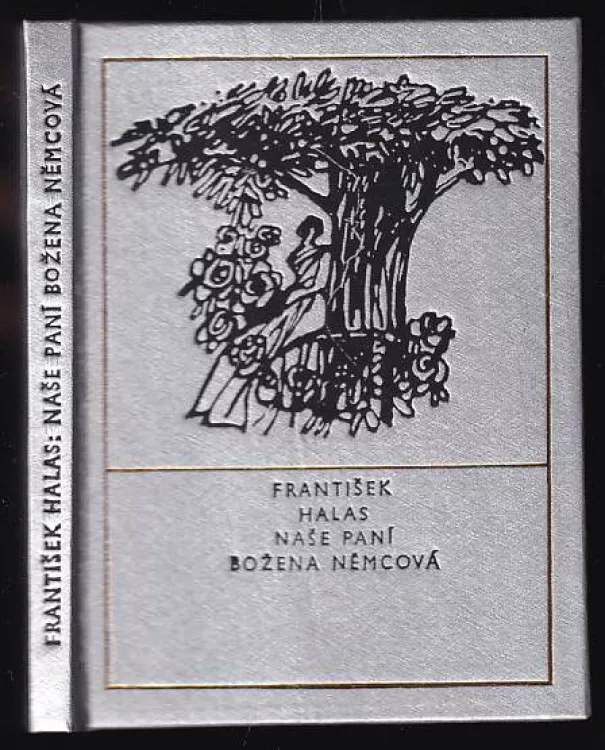 FRANTIŠEK HALAS: NAŠE PANÍ BOŽENA NĚMCOVÁ
FRANTIŠEK
HALAS
NAŠE PANÍ
BOŽENA NĚMCOVÁ